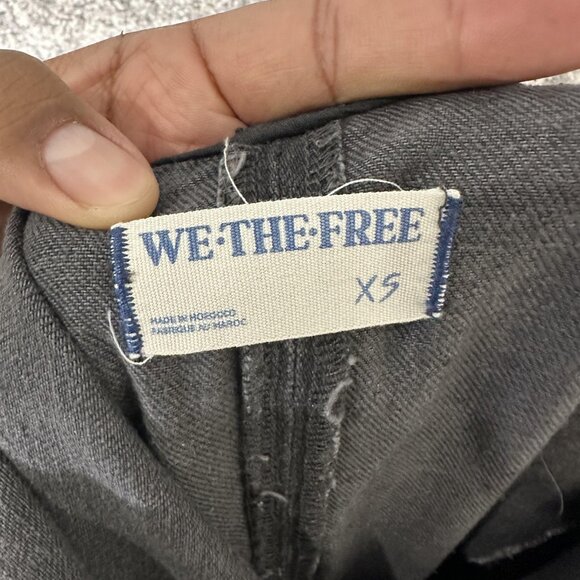 WE·THE·FREE
XS
MADE IN MOROCCO
FABRIQUE AU MAROC